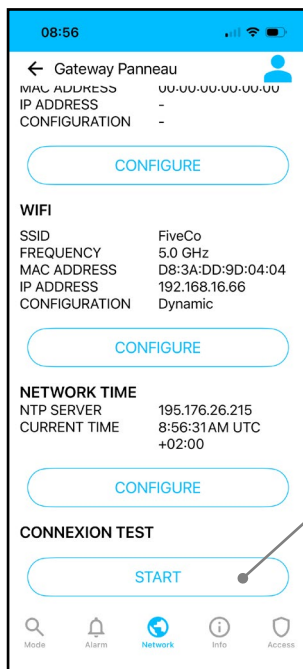 08:56
Gateway Panneau
MAC ADDRESS 00:00:00:00:00:00
IP ADDRESS -
CONFIGURATION -
CONFIGURE
WIFI
SSID FiveCo
FREQUENCY 5.0 GHz
MAC ADDRESS D8:3A:DD:9D:04:04
IP ADDRESS 192.168.16.66
CONFIGURATION Dynamic
CONFIGURE
NETWORK TIME
NTP SERVER 195.176.26.215
CURRENT TIME 8:56:31 AM UTC
+02:00
CONFIGURE
CONNEXION TEST
START
Mode Alarm Network Info Access